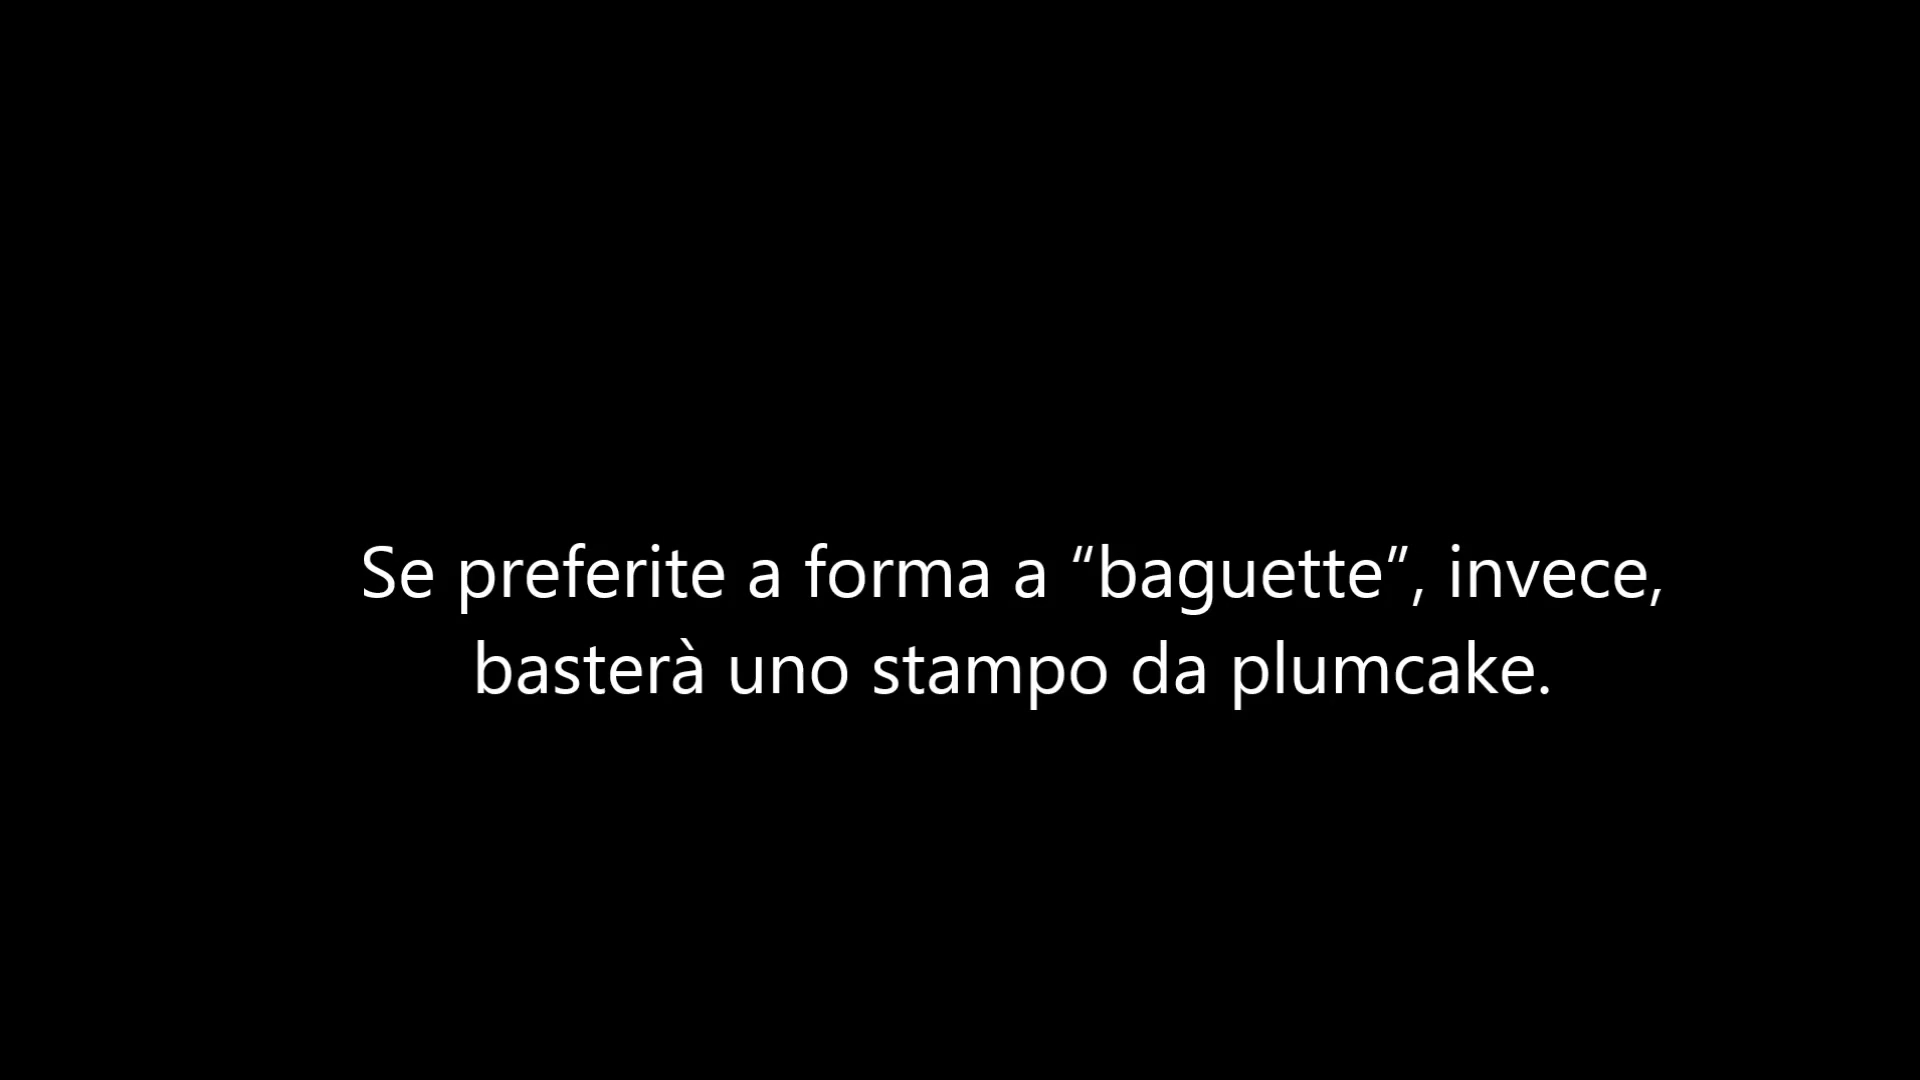 Se preferite a forma a “baguette”, invece,
basterà uno stampo da plumcake.